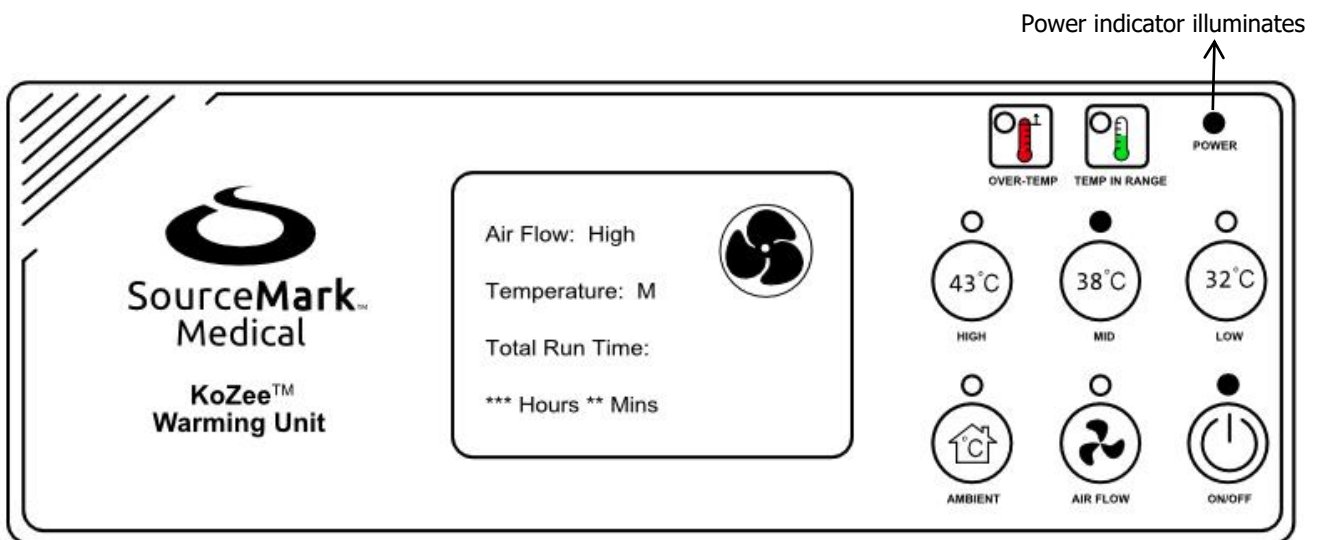 Power indicator illuminates
OVER-TEMP
TEMP IN RANGE
POWER
SourceMark™
Medical
KoZee™
Warming Unit
Air Flow: High
Temperature: M
Total Run Time:
*** Hours ** Mins
43°C
38°C
32°C
HIGH
MID
LOW
°C
AMBIENT
AIR FLOW
ON/OFF